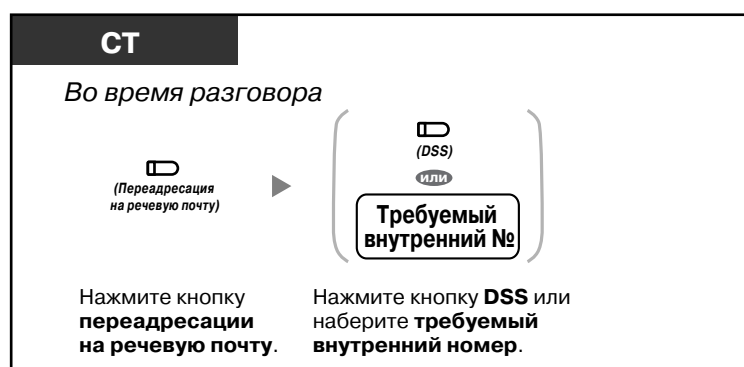 СТ
Во время разговора
(Переадресация
на речевую почту)
(DSS)
или
Требуемый
внутренний №
Нажмите кнопку
переадресации
на речевую почту.
Нажмите кнопку DSS или
наберите требуемый
внутренний номер.